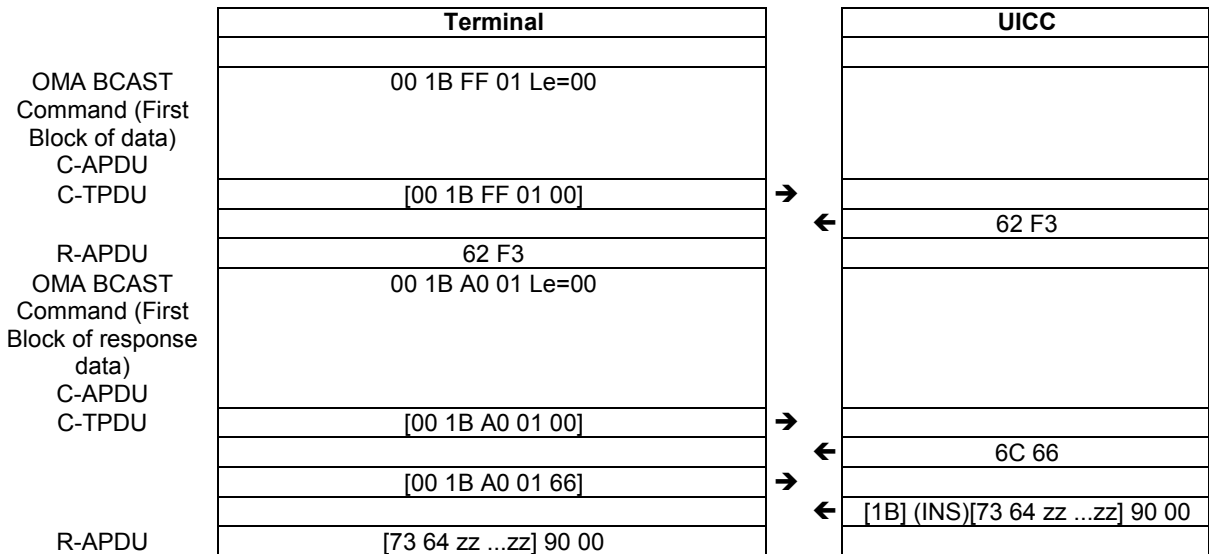 Terminal UICC
OMA BCAST 00 1B FF 01 Le=00
Command (First
Block of data)
C-APDU
C-TPDU [00 1B FF 01 00] ➔
🡸 62 F3
R-APDU 62 F3
OMA BCAST 00 1B A0 01 Le=00
Command (First
Block of response
data)
C-APDU
C-TPDU [00 1B A0 01 00] ➔
🡸 6C 66
[00 1B A0 01 66] ➔
🡸 [1B] (INS)[73 64 zz ...zz] 90 00
R-APDU [73 64 zz ...zz] 90 00